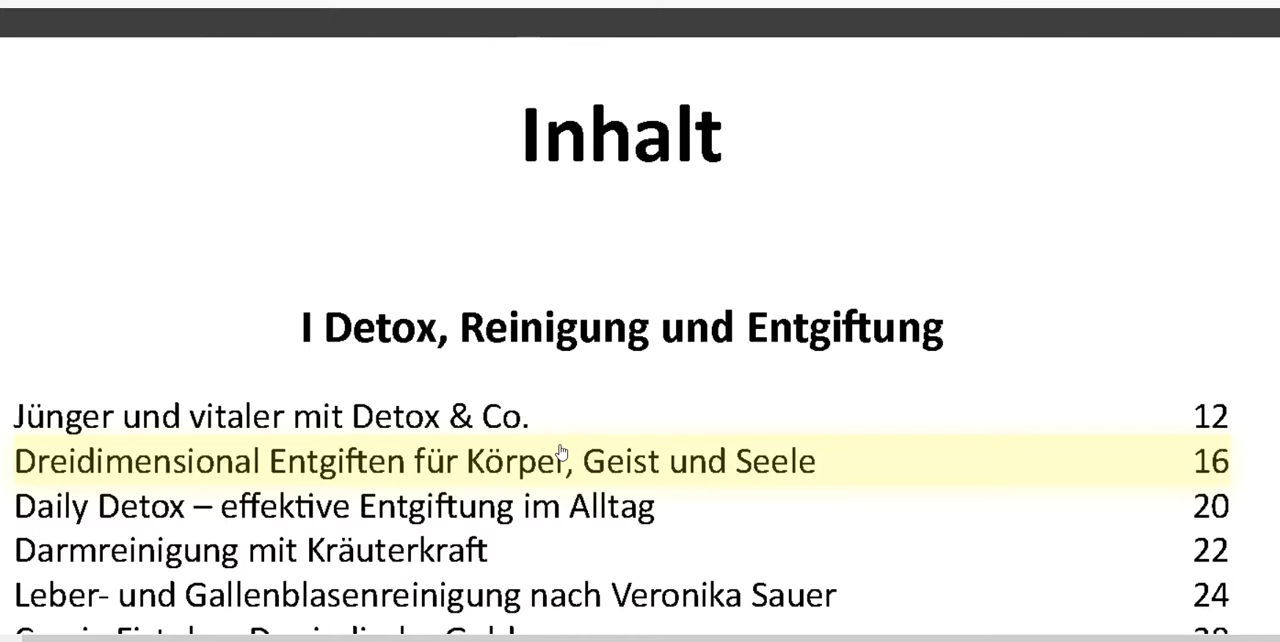 Inhalt
I Detox, Reinigung und Entgiftung
Jünger und vitaler mit Detox & Co. 12
Dreidimensional Entgiften für Körper, Geist und Seele 16
Daily Detox – effektive Entgiftung im Alltag 20
Darmreinigung mit Kräuterkraft 22
Leber- und Gallenblasenreinigung nach Veronika Sauer 24